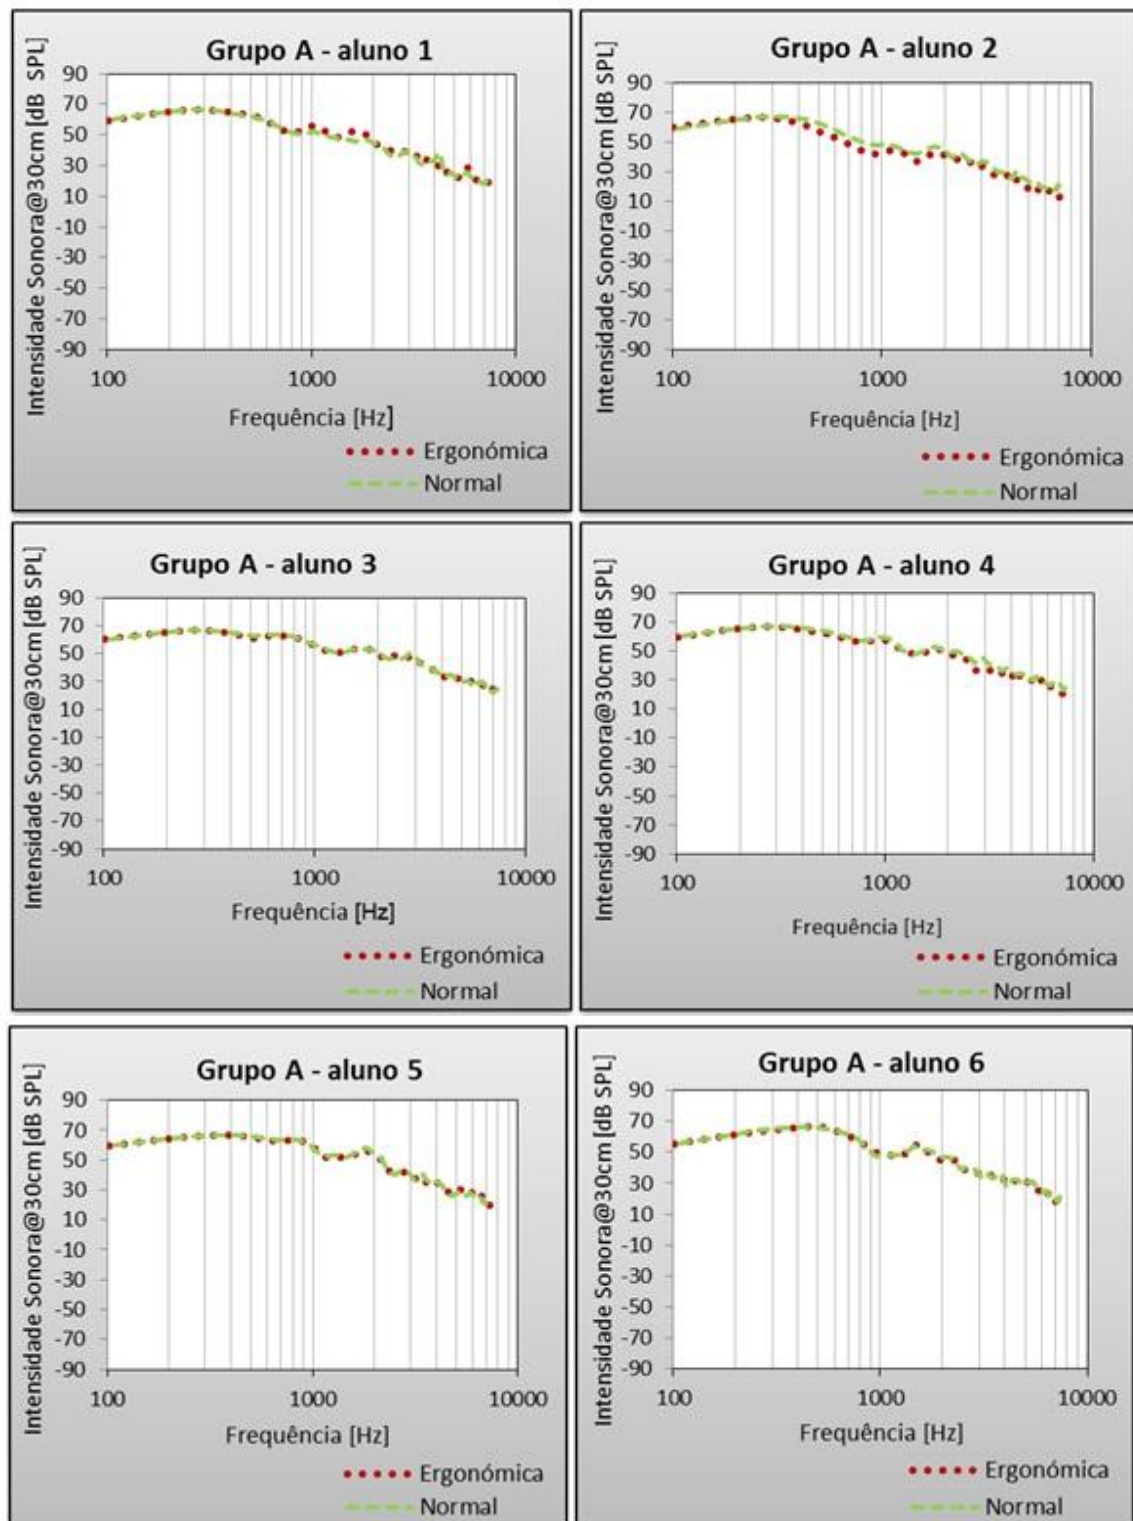 Grupo A - aluno 1
Intensidade Sonora@30cm [dB SPL]
90
70
50
30
10
-10
-30
-50
-70
-90
100 1000 10000
Frequência [Hz]
Ergonómica
Normal
Grupo A - aluno 2
Intensidade Sonora@30cm [dB SPL]
90
70
50
30
10
-10
-30
-50
-70
-90
100 1000 10000
Frequência [Hz]
Ergonómica
Normal
Grupo A - aluno 3
Intensidade Sonora@30cm [dB SPL]
90
70
50
30
10
-10
-30
-50
-70
-90
100 1000 10000
Frequência [Hz]
Ergonómica
Normal
Grupo A - aluno 4
Intensidade Sonora@30cm [dB SPL]
90
70
50
30
10
-10
-30
-50
-70
-90
100 1000 10000
Frequência [Hz]
Ergonómica
Normal
Grupo A - aluno 5
Intensidade Sonora@30cm [dB SPL]
90
70
50
30
10
-10
-30
-50
-70
-90
100 1000 10000
Frequência [Hz]
Ergonómica
Normal
Grupo A - aluno 6
Intensidade Sonora@30cm [dB SPL]
90
70
50
30
10
-10
-30
-50
-70
-90
100 1000 10000
Frequência [Hz]
Ergonómica
Normal